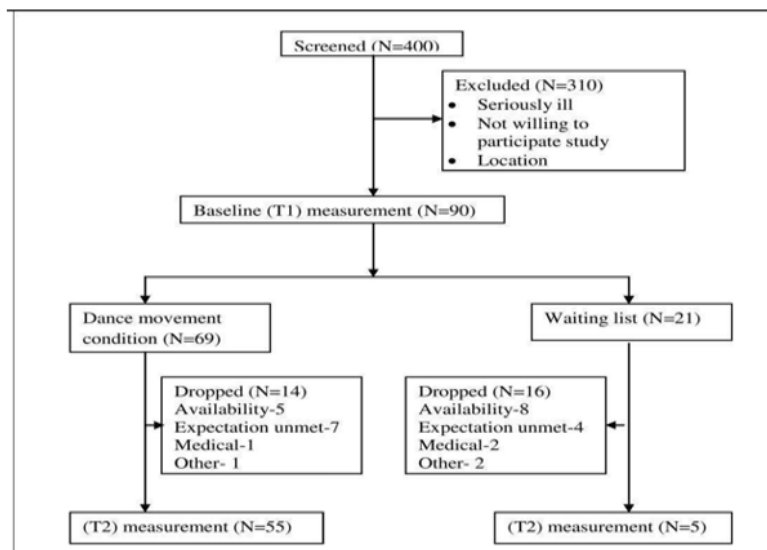 Screened (N=400)
Excluded (N=310)
• Seriously ill
• Not willing to
participate study
• Location
Baseline (T1) measurement (N=90)
Dance movement
condition (N=69)
Waiting list (N=21)
Dropped (N=14)
Availability-5
Expectation unmet-7
Medical-1
Other- 1
Dropped (N=16)
Availability-8
Expectation unmet-4
Medical-2
Other- 2
(T2) measurement (N=55)
(T2) measurement (N=5)